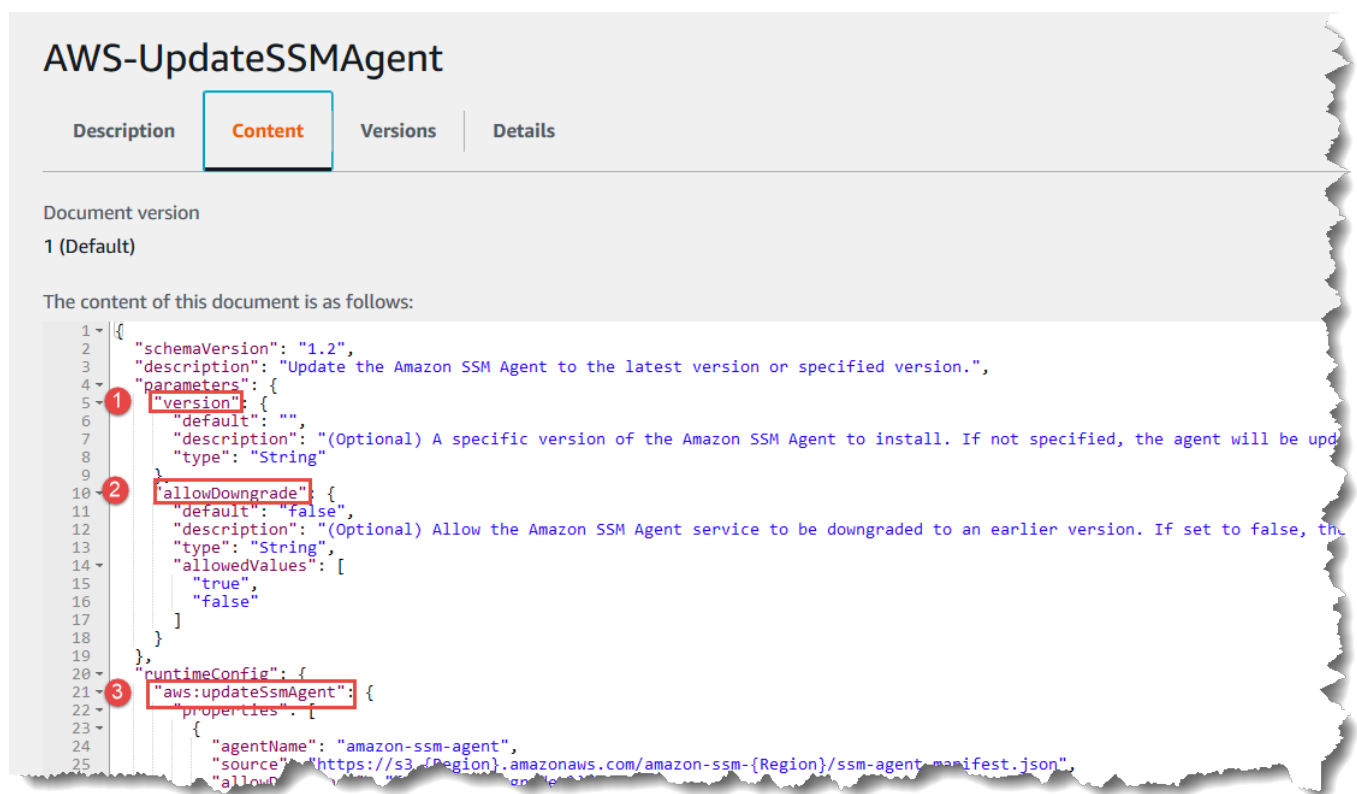 AWS-UpdateSSMAgent
Description Content Versions Details
Document version
1 (Default)
The content of this document is as follows:
1 {
2 "schemaVersion": "1.2",
3 "description": "Update the Amazon SSM Agent to the latest version or specified version.",
4 "parameters": {
5 1 "version": {
6 "default": "",
7 "description": "(Optional) A specific version of the Amazon SSM Agent to install. If not specified, the agent will be upd
8 "type": "String"
9 },
10 2 "allowDowngrade": {
11 "default": "false",
12 "description": "(Optional) Allow the Amazon SSM Agent service to be downgraded to an earlier version. If set to false, the
13 "type": "String",
14 "allowedValues": [
15 "true",
16 "false"
17 ]
18 }
19 },
20 "runtimeConfig": {
21 3 "aws:updateSsmAgent": {
22 "properties": [
23 {
24 "agentName": "amazon-ssm-agent",
25 "source": "https://s3.{Region}.amazonaws.com/amazon-ssm-{Region}/ssm-agent-manifest.json",